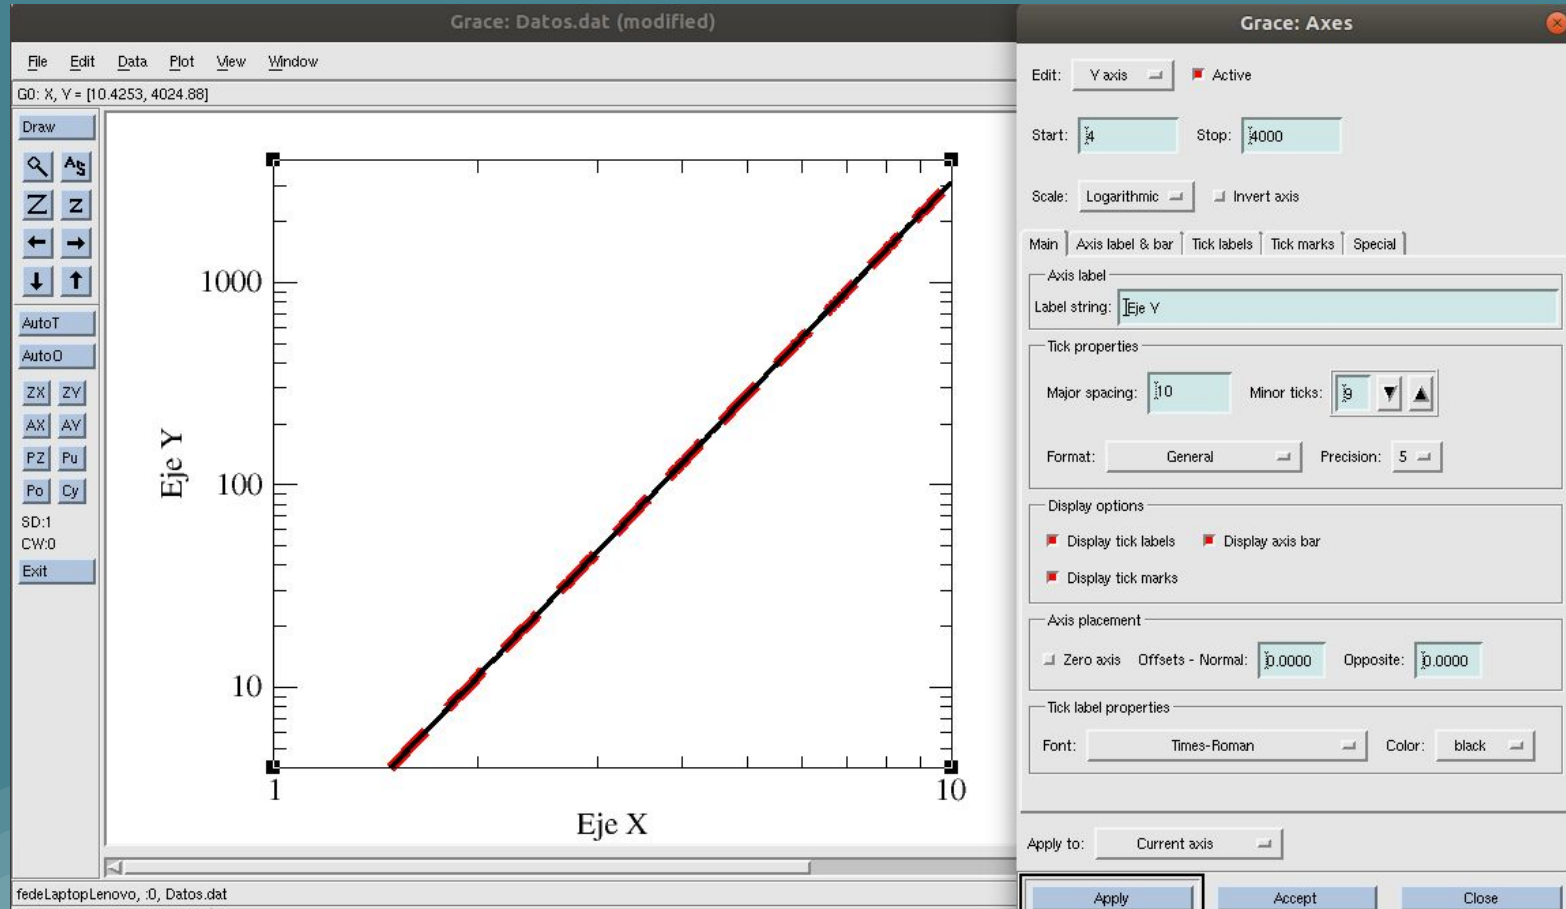 Grace: Datos.dat (modified)
File Edit Data Plot View Window
G0: X, Y = [10.4253, 4024.88]
Draw
AS
Z z
AutoT
AutoO
ZX ZY
AX AY
PZ Pu
Po Cy
SD:1
CW:0
Exit
1000
100
10
Eje Y
1 10
Eje X
fedeLaptopLenovo, :0, Datos.dat
Grace: Axes
Edit: Y axis Active
Start: 4 Stop: 4000
Scale: Logarithmic Invert axis
Main Axis label & bar Tick labels Tick marks Special
Axis label
Label string: Eje Y
Tick properties
Major spacing: 10 Minor ticks: 9
Format: General Precision: 5
Display options
Display tick labels Display axis bar
Display tick marks
Axis placement
Zero axis Offsets - Normal: 0.0000 Opposite: 0.0000
Tick label properties
Font: Times-Roman Color: black
Apply to: Current axis
Apply Accept Close